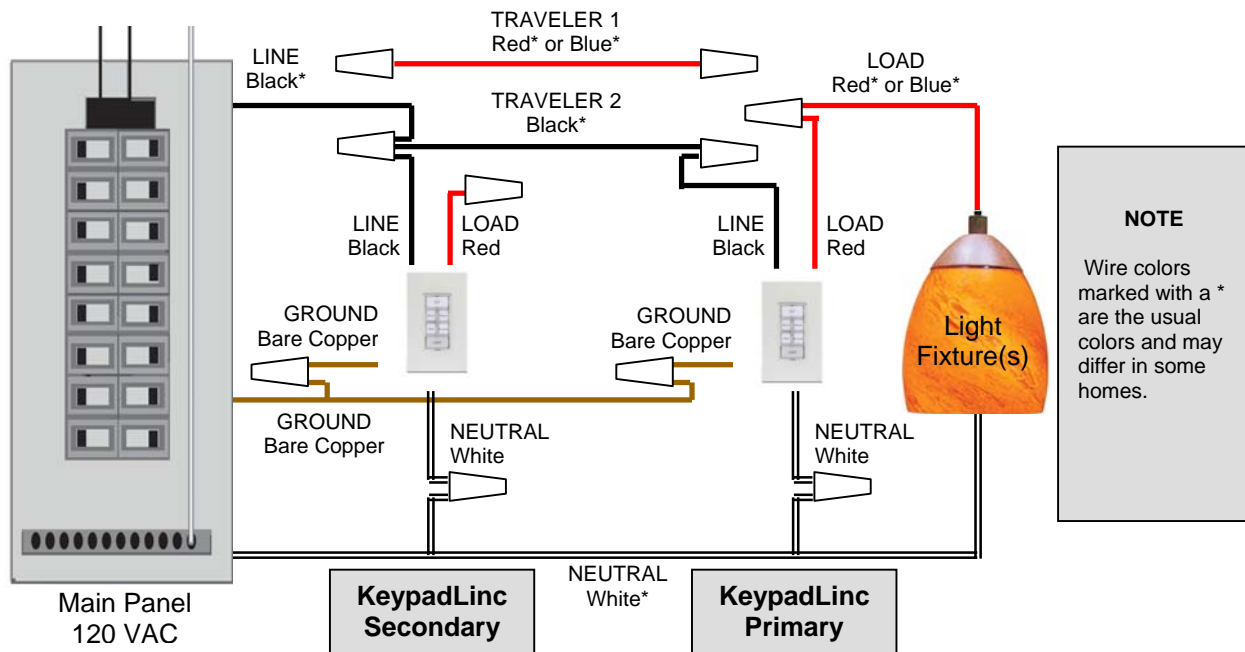 TRAVELER 1
Red* or Blue*
LINE
Black*
LOAD
Red* or Blue*
TRAVELER 2
Black*
LINE
Black
LOAD
Red
LINE
Black
LOAD
Red
NOTE
Wire colors
marked with a *
are the usual
colors and may
differ in some
homes.
GROUND
Bare Copper
GROUND
Bare Copper
Light
Fixture(s)
GROUND
Bare Copper
NEUTRAL
White
NEUTRAL
White
NEUTRAL
White*
Main Panel
120 VAC
KeypadLinc
Secondary
KeypadLinc
Primary